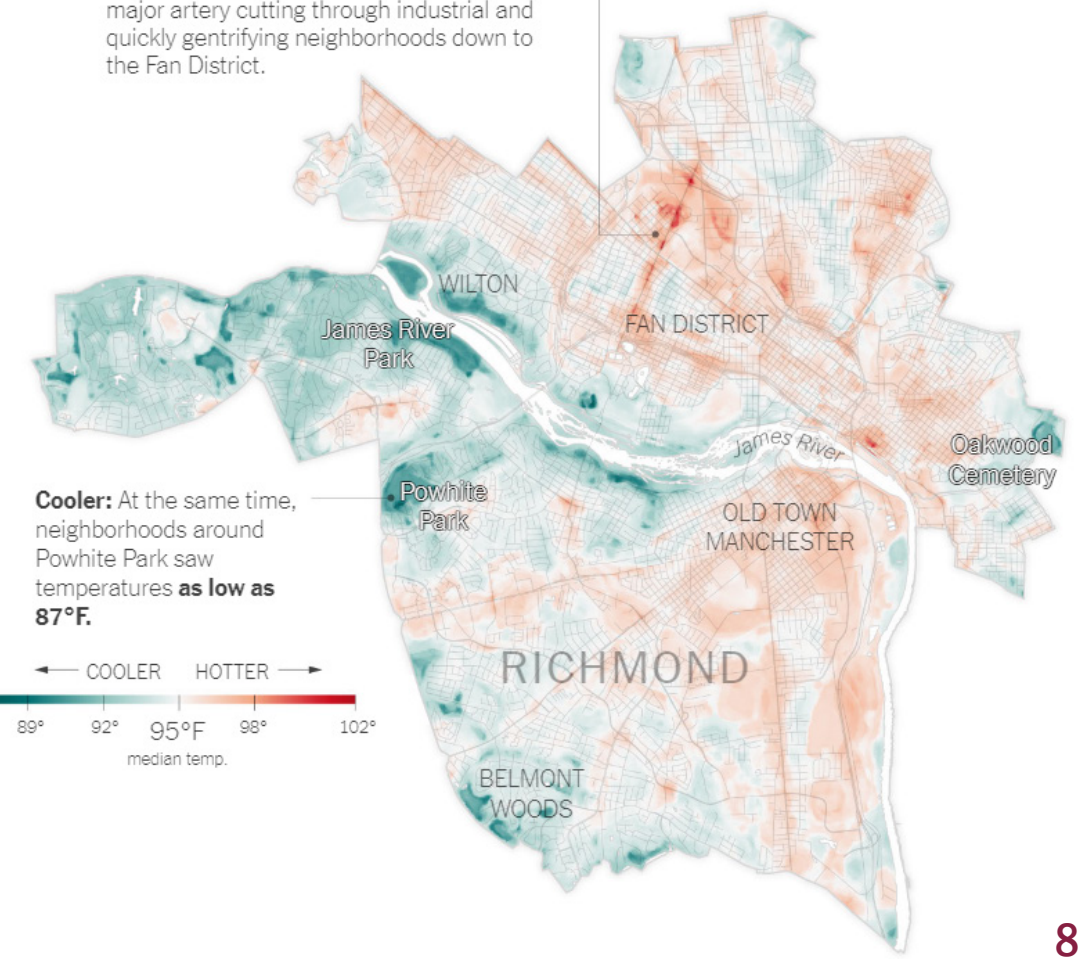 major artery cutting through industrial and
quickly gentrifying neighborhoods down to
the Fan District.
WILTON
James River
Park
FAN DISTRICT
James River
Oakwood
Cemetery
Cooler: At the same time,
neighborhoods around
Powhite Park saw
temperatures as low as
87°F.
Powhite
Park
OLD TOWN
MANCHESTER
RICHMOND
COOLER HOTTER
89° 92° 95°F 98° 102°
median temp.
BELMONT
WOODS
8